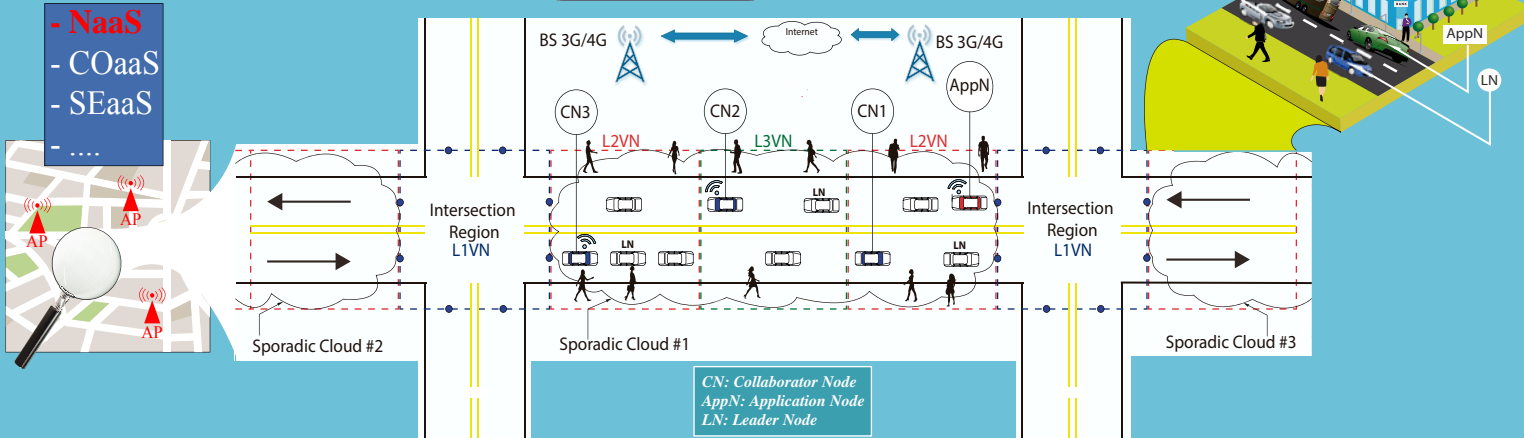 - NaaS
- COaaS
- SEaaS
- ....
AP
AP
AP
BS 3G/4G
Internet
BS 3G/4G
AppN
LN
CN3
CN2
CN1
AppN
L2VN
L3VN
L2VN
LN
LN
LN
Intersection
Region
L1VN
Intersection
Region
L1VN
Sporadic Cloud #2
Sporadic Cloud #1
Sporadic Cloud #3
CN: Collaborator Node
AppN: Application Node
LN: Leader Node